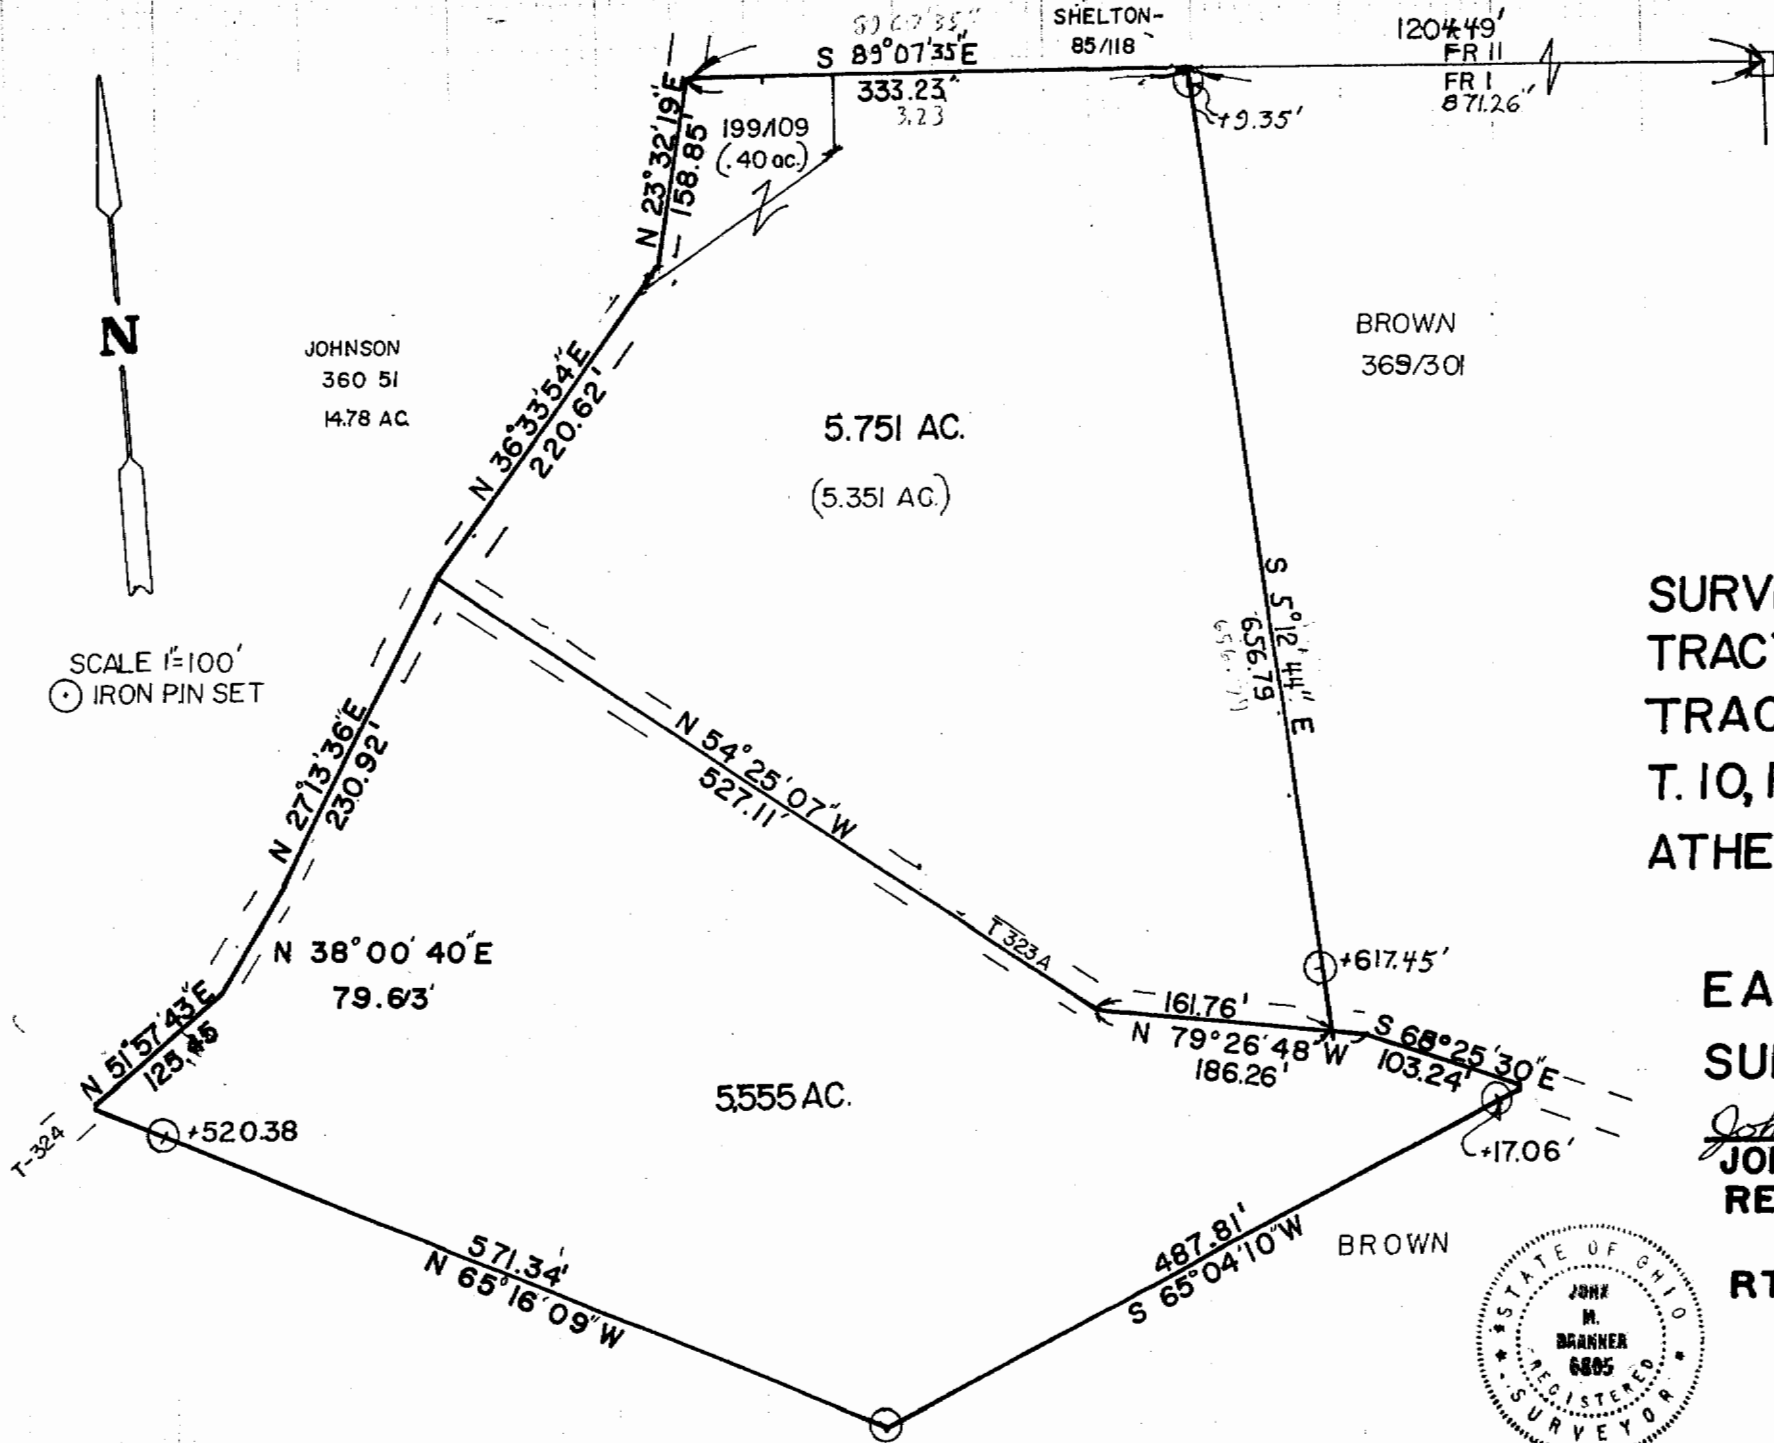 SHELTON-
85/118
S 89°07'35"E
333.23'
3.23
1204.49'
FR 11
FR 1
871.26"
+9.35'
N 23°32'19"E
158.85'
199/109
(.40 ac.)
N
JOHNSON
360 51
14.78 AC.
BROWN
369/301
N 36°33'54"E
220.62'
5.751 AC.
(5.351 AC.)
S 5°12'44" E
656.79'
SCALE 1"=100'
IRON PIN SET
N 27°13'36"E
230.92'
N 54°25'07"W
527.11'
T 323A
SURV
TRACT
TRAC
T. 10,
ATHE
N 38°00'40"E
79.63'
+617.45'
161.76'
N 79°26'48"W
186.26'
S 68°25'30"E
103.24'
N 51°57'43"E
125.45
T-324
+520.38
5.555 AC.
+17.06'
EA
SU
JOH
RE
571.34'
N 65°16'09"W
487.81'
S 65°04'10"W
BROWN
STATE OF OHIO
JOHN
M.
BRANNER
6805
REGISTERED
SURVEYOR
RT